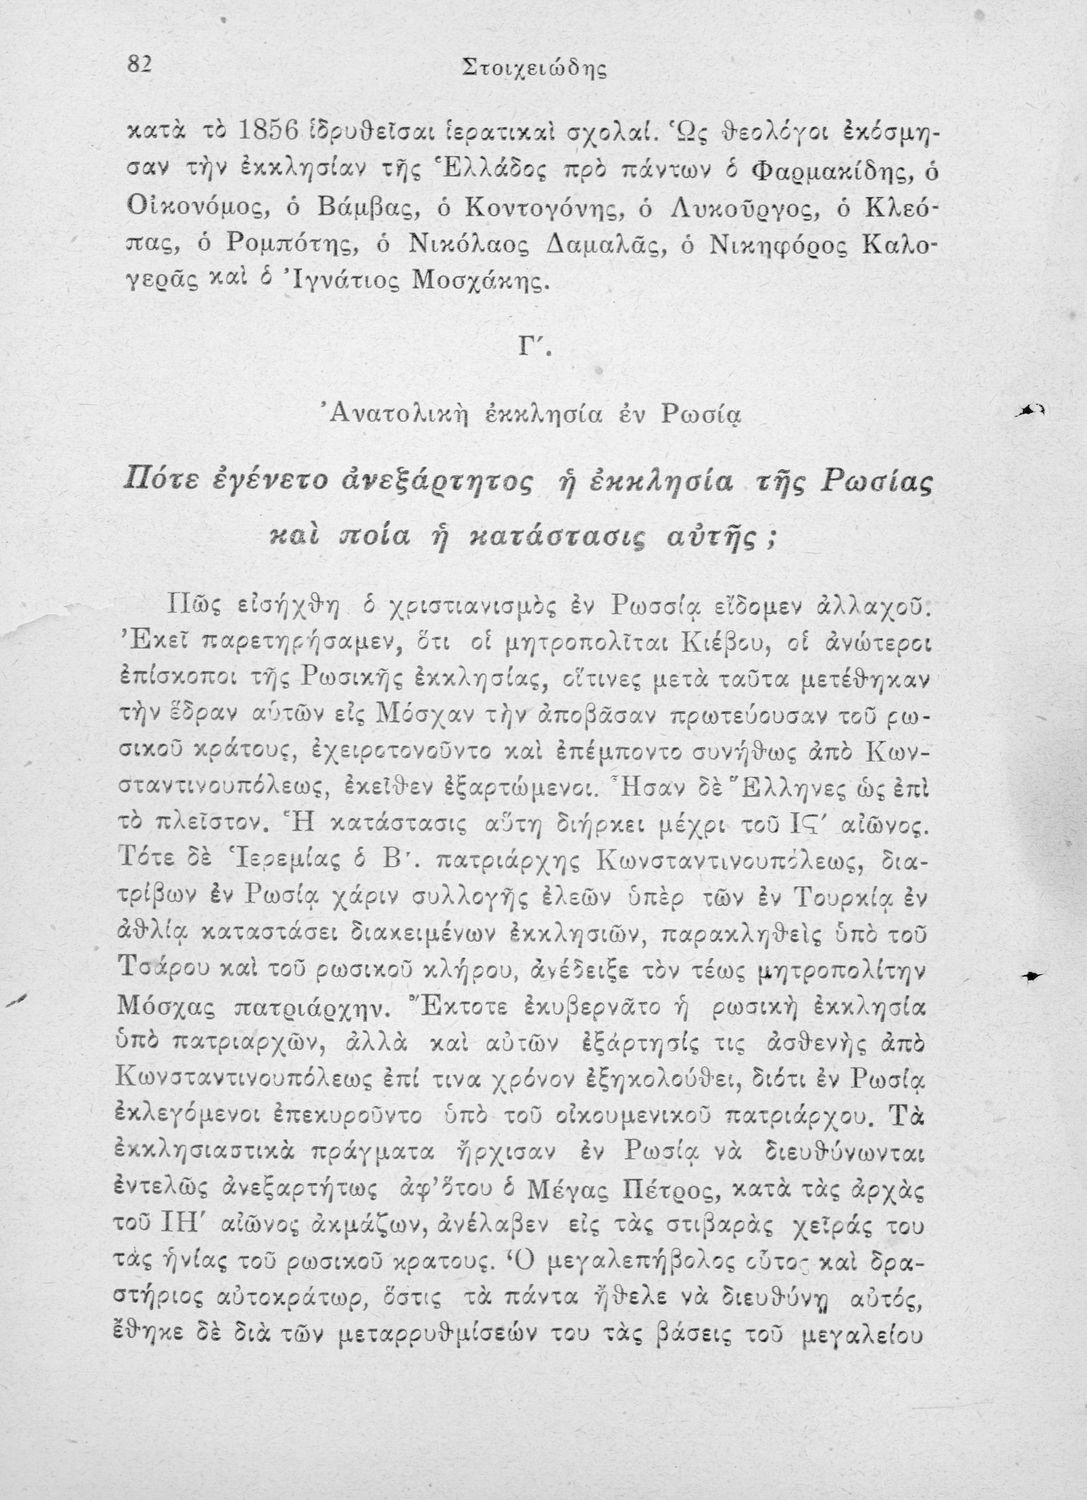 82
Στοιχειώδης
κατὰ τὸ 1856 ἱδρυθεῖσαι ἱερατικαὶ σχολαί. Ὡς θεολόγοι ἐκόσμη-
σαν τὴν ἐκκλησίαν τῆς Ἑλλάδος πρὸ πάντων ὁ Φαρμακίδης, ὁ
Οἰκονόμος, ὁ Βάμβας, ὁ Κοντογόνης, ὁ Λυκοῦργος, ὁ Κλεό-
πας, ὁ Ρομπότης, ὁ Νικόλαος Δαμαλᾶς, ὁ Νικηφόρος Καλο-
γερᾶς καὶ ὁ Ἰγνάτιος Μοσχάκης.
Γ΄.
Ἀνατολικὴ ἐκκλησία ἐν Ρωσίᾳ
Πότε ἐγένετο ἀνεξάρτητος ἡ ἐκκλησία τῆς Ρωσίας
καὶ ποία ἡ κατάστασις αὐτῆς ;
Πῶς εἰσήχθη ὁ χριστιανισμὸς ἐν Ρωσσίᾳ εἴδομεν ἀλλαχοῦ.
Ἐκεῖ παρετηρήσαμεν, ὅτι οἱ μητροπολῖται Κιέβου, οἱ ἀνώτεροι
ἐπίσκοποι τῆς Ρωσικῆς ἐκκλησίας, οἵτινες μετὰ ταῦτα μετέθηκαν
τὴν ἕδραν αὑτῶν εἰς Μόσχαν τὴν ἀποβᾶσαν πρωτεύουσαν τοῦ ρω-
σικοῦ κράτους, ἐχειροτονοῦντο καὶ ἐπέμποντο συνήθως ἀπὸ Κων-
σταντινουπόλεως, ἐκεῖθεν ἐξαρτώμενοι. Ἦσαν δὲ Ἕλληνες ὡς ἐπὶ
τὸ πλεῖστον. Ἡ κατάστασις αὕτη διήρκει μέχρι τοῦ ΙϚ΄ αἰῶνος.
Τότε δὲ Ἱερεμίας ὁ Β΄. πατριάρχης Κωνσταντινουπόλεως, δια-
τρίβων ἐν Ρωσίᾳ χάριν συλλογῆς ἐλεῶν ὑπὲρ τῶν ἐν Τουρκίᾳ ἐν
ἀθλίᾳ καταστάσει διακειμένων ἐκκλησιῶν, παρακληθεὶς ὑπὸ τοῦ
Τσάρου καὶ τοῦ ρωσικοῦ κλήρου, ἀνέδειξε τὸν τέως μητροπολίτην
Μόσχας πατριάρχην. Ἔκτοτε ἐκυβερνᾶτο ἡ ρωσικὴ ἐκκλησία
ὑπὸ πατριαρχῶν, ἀλλὰ καὶ αὐτῶν ἐξάρτησίς τις ἀσθενὴς ἀπὸ
Κωνσταντινουπόλεως ἐπί τινα χρόνον ἐξηκολούθει, διότι ἐν Ρωσίᾳ
ἐκλεγόμενοι ἐπεκυροῦντο ὑπὸ τοῦ οἰκουμενικοῦ πατριάρχου. Τὰ
ἐκκλησιαστικὰ πράγματα ἤρχισαν ἐν Ρωσίᾳ νὰ διευθύνωνται
ἐντελῶς ἀνεξαρτήτως ἀφ’ ὅτου ὁ Μέγας Πέτρος, κατὰ τὰς ἀρχὰς
τοῦ ΙΗ΄ αἰῶνος ἀκμάζων, ἀνέλαβεν εἰς τὰς στιβαρὰς χεῖράς του
τὰς ἡνίας τοῦ ρωσικοῦ κρατους. Ὁ μεγαλεπήβολος οὗτος καὶ δρα-
στήριος αὐτοκράτωρ, ὅστις τὰ πάντα ἤθελε νὰ διευθύνῃ αὐτός,
ἔθηκε δὲ διὰ τῶν μεταρρυθμίσεών του τὰς βάσεις τοῦ μεγαλείου